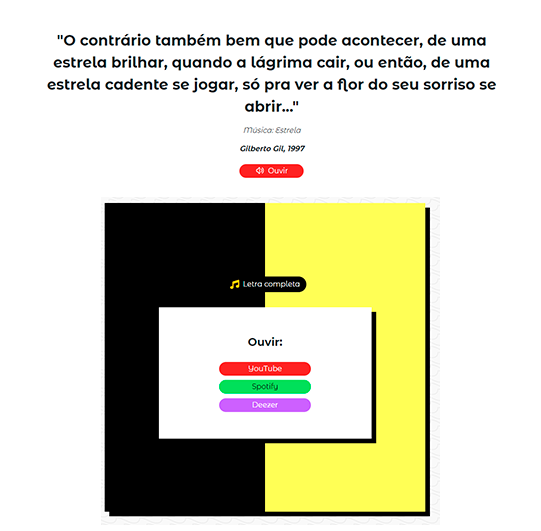 "O contrário também bem que pode acontecer, de uma
estrela brilhar, quando a lágrima cair, ou então, de uma
estrela cadente se jogar, só pra ver a flor do seu sorriso se
abrir..."
Música: Estrela
Gilberto Gil, 1997
Ouvir
Letra completa
Ouvir:
YouTube
Spotify
Deezer